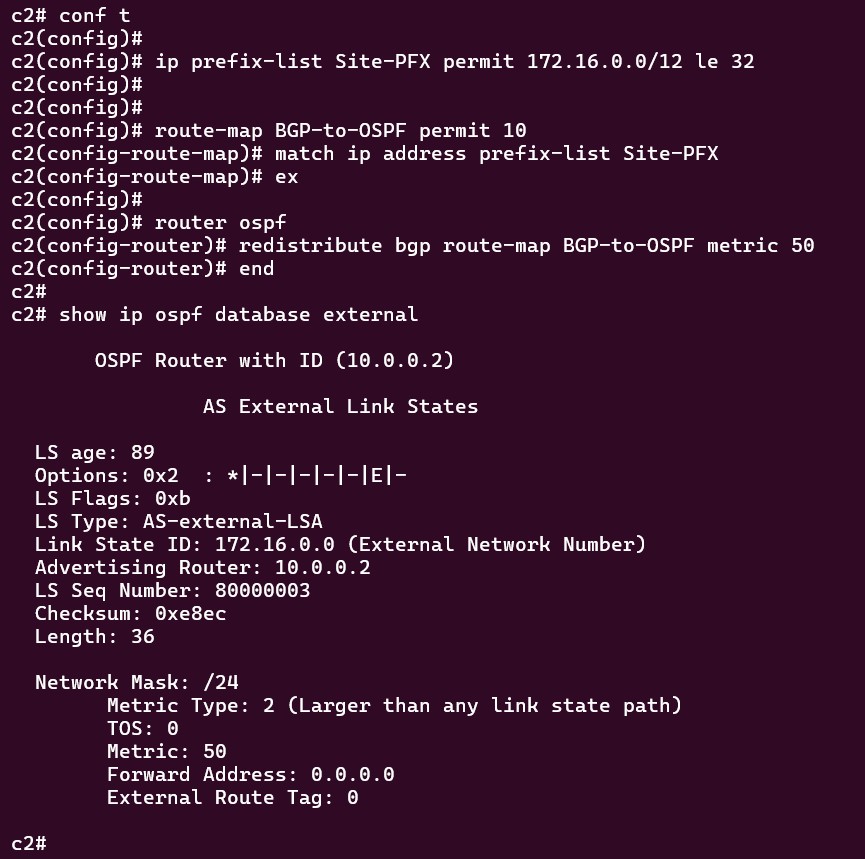 c2# conf t
c2(config)#
c2(config)# ip prefix-list Site-PFX permit 172.16.0.0/12 le 32
c2(config)#
c2(config)#
c2(config)# route-map BGP-to-OSPF permit 10
c2(config-route-map)# match ip address prefix-list Site-PFX
c2(config-route-map)# ex
c2(config)#
c2(config)# router ospf
c2(config-router)# redistribute bgp route-map BGP-to-OSPF metric 50
c2(config-router)# end
c2#
c2# show ip ospf database external
OSPF Router with ID (10.0.0.2)
AS External Link States
LS age: 89
Options: 0x2  : *|-|-|-|-|-|E|-
LS Flags: 0xb
LS Type: AS-external-LSA
Link State ID: 172.16.0.0 (External Network Number)
Advertising Router: 10.0.0.2
LS Seq Number: 80000003
Checksum: 0xe8ec
Length: 36
Network Mask: /24
Metric Type: 2 (Larger than any link state path)
TOS: 0
Metric: 50
Forward Address: 0.0.0.0
External Route Tag: 0
c2#